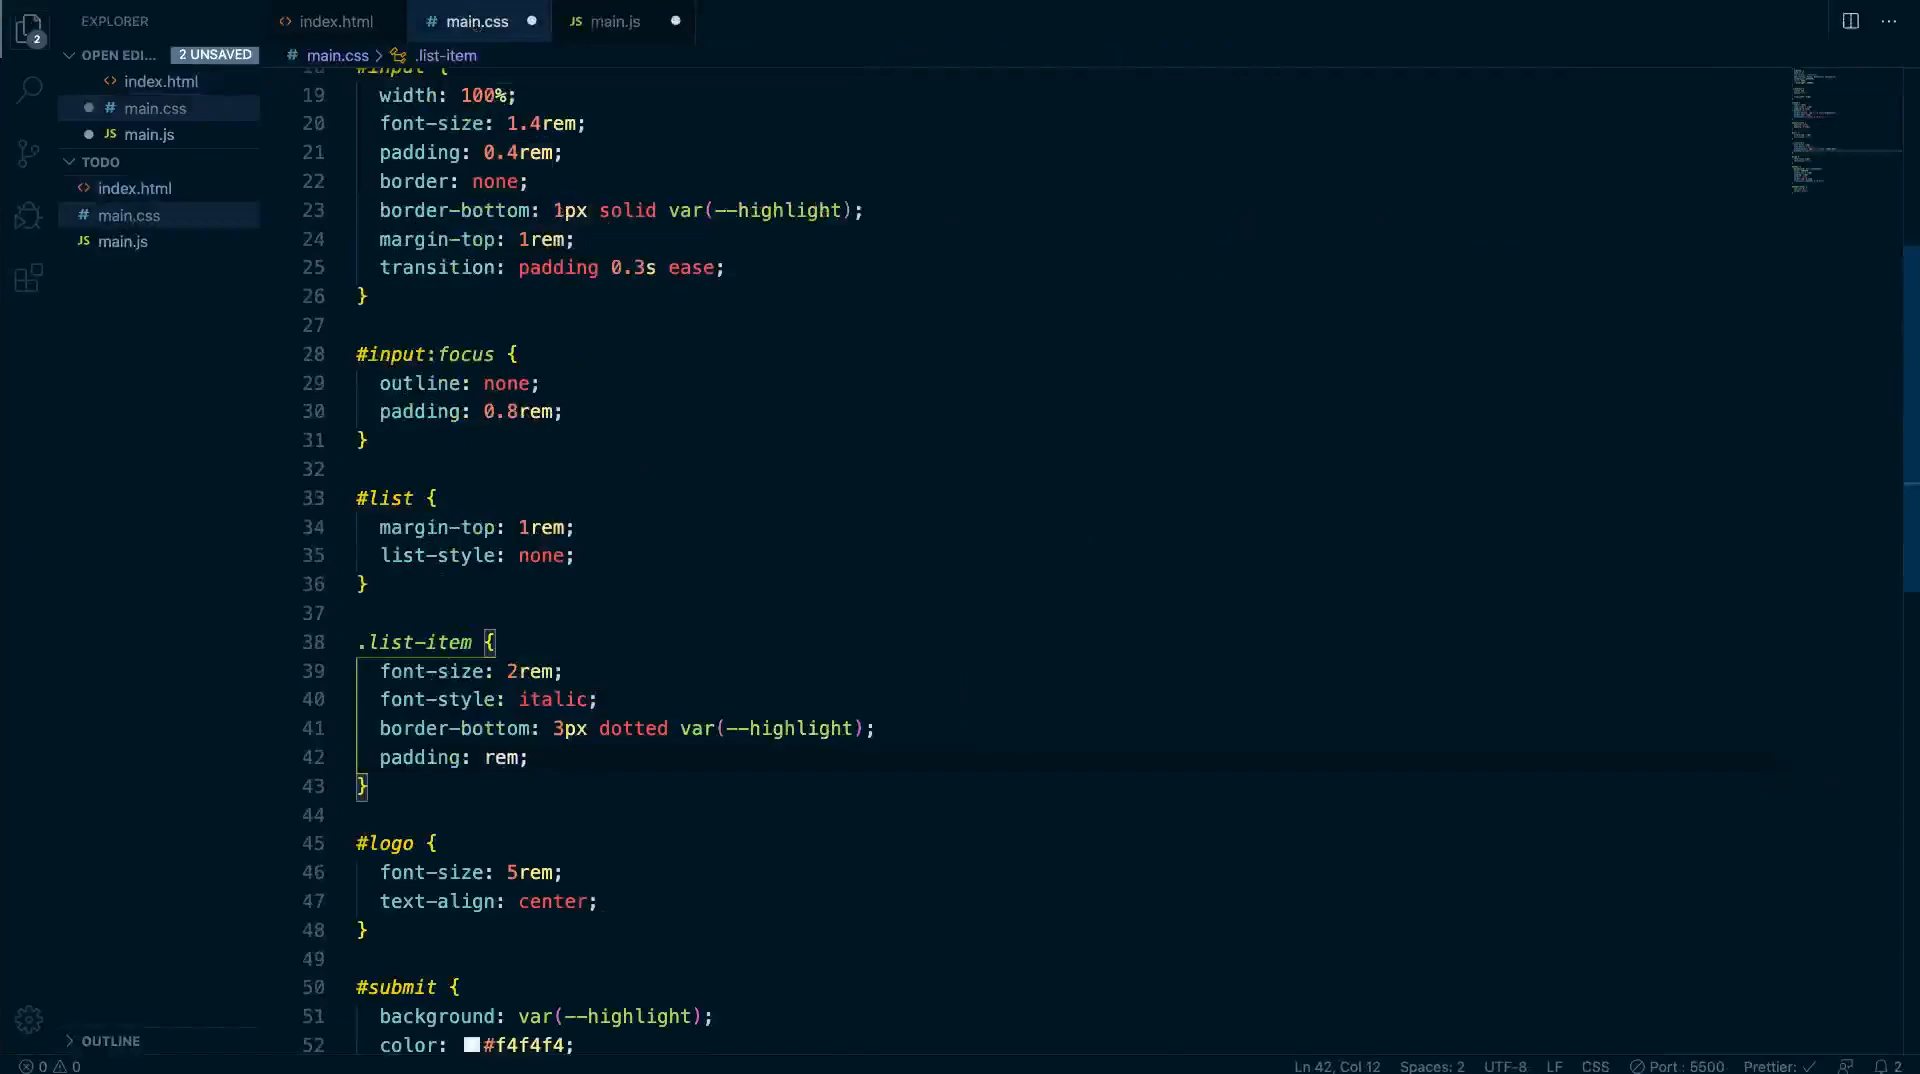 2
EXPLORER
OPEN EDI...
2 UNSAVED
index.html
main.css
JS main.js
TODO
index.html
# main.css
JS main.js
OUTLINE
index.html
# main.css
JS main.js
# main.css > .list-item
18 #input {
19 width: 100%;
20 font-size: 1.4rem;
21 padding: 0.4rem;
22 border: none;
23 border-bottom: 1px solid var(--highlight);
24 margin-top: 1rem;
25 transition: padding 0.3s ease;
26 }
27
28 #input:focus {
29 outline: none;
30 padding: 0.8rem;
31 }
32
33 #list {
34 margin-top: 1rem;
35 list-style: none;
36 }
37
38 .list-item {
39 font-size: 2rem;
40 font-style: italic;
41 border-bottom: 3px dotted var(--highlight);
42 padding: rem;
43 }
44
45 #logo {
46 font-size: 5rem;
47 text-align: center;
48 }
49
50 #submit {
51 background: var(--highlight);
52 color: #f4f4f4;
0 0 Ln 42, Col 12 Spaces: 2 UTF-8 LF CSS Port : 5500 Prettier: ✓ 2